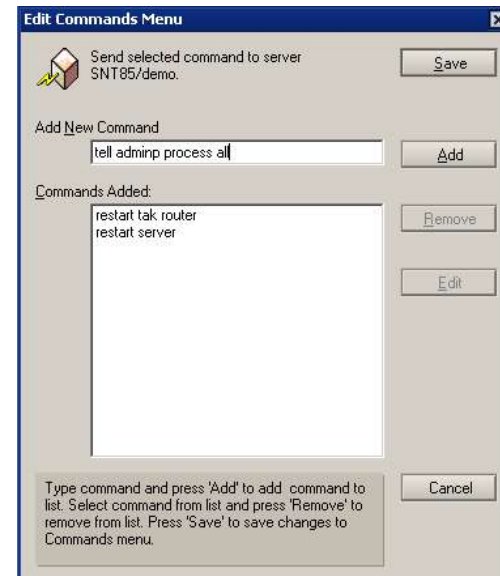 Edit Commands Menu
Send selected command to server
SNT85/demo.
Save
Add New Command
tell adminp process all
Add
Commands Added:
restart tak router
restart server
Remove
Edit
Type command and press 'Add' to add command to
list. Select command from list and press 'Remove' to
remove from list. Press 'Save' to save changes to
Commands menu.
Cancel